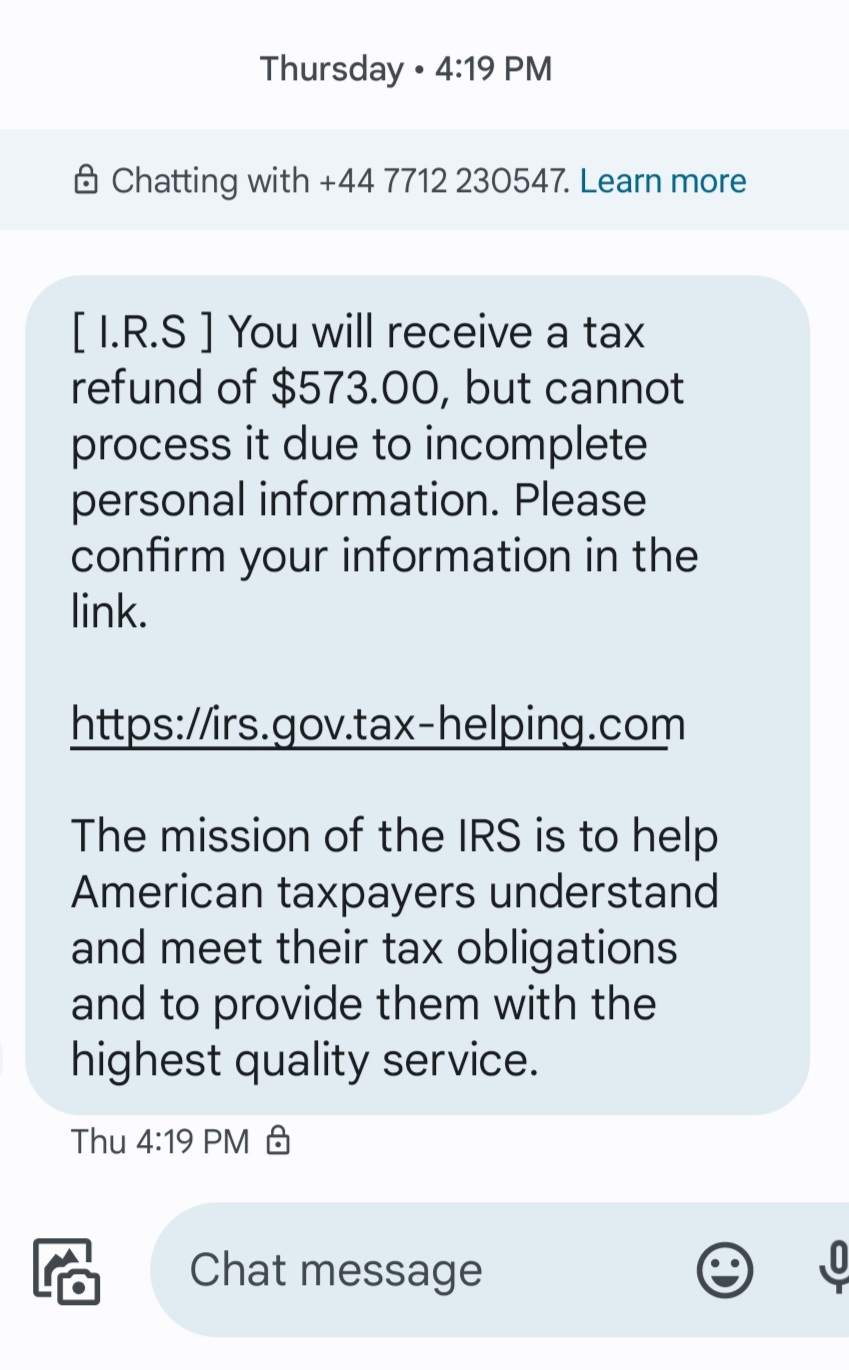 Thursday • 4:19 PM
Chatting with +44 7712 230547. Learn more
[ I.R.S ] You will receive a tax
refund of $573.00, but cannot
process it due to incomplete
personal information. Please
confirm your information in the
link.
https://irs.gov.tax-helping.com
The mission of the IRS is to help
American taxpayers understand
and meet their tax obligations
and to provide them with the
highest quality service.
Thu 4:19 PM
Chat message